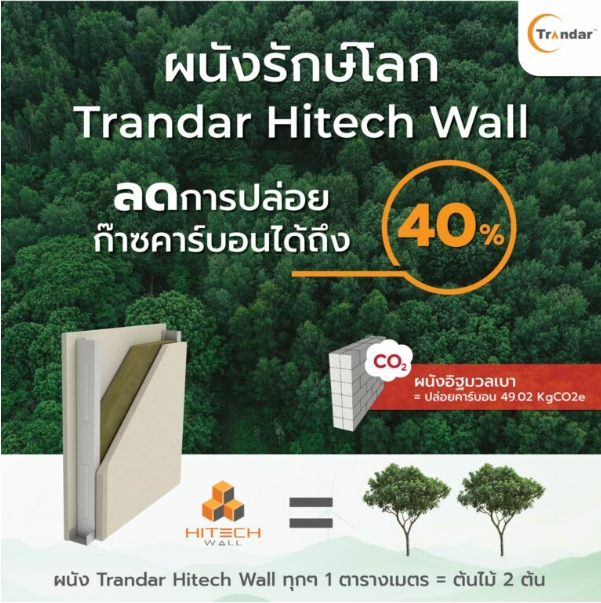 Trandar
ผนังรักษ์โลก
Trandar Hitech Wall
ลดการปล่อย
ก๊าซคาร์บอนได้ถึง
40%
CO2
ผนังอิฐมวลเบา
= ปล่อยคาร์บอน 49.02 KgCO2e
HITECH
WALL
=
ผนัง Trandar Hitech Wall ทุกๆ 1 ตารางเมตร = ต้นไม้ 2 ต้น